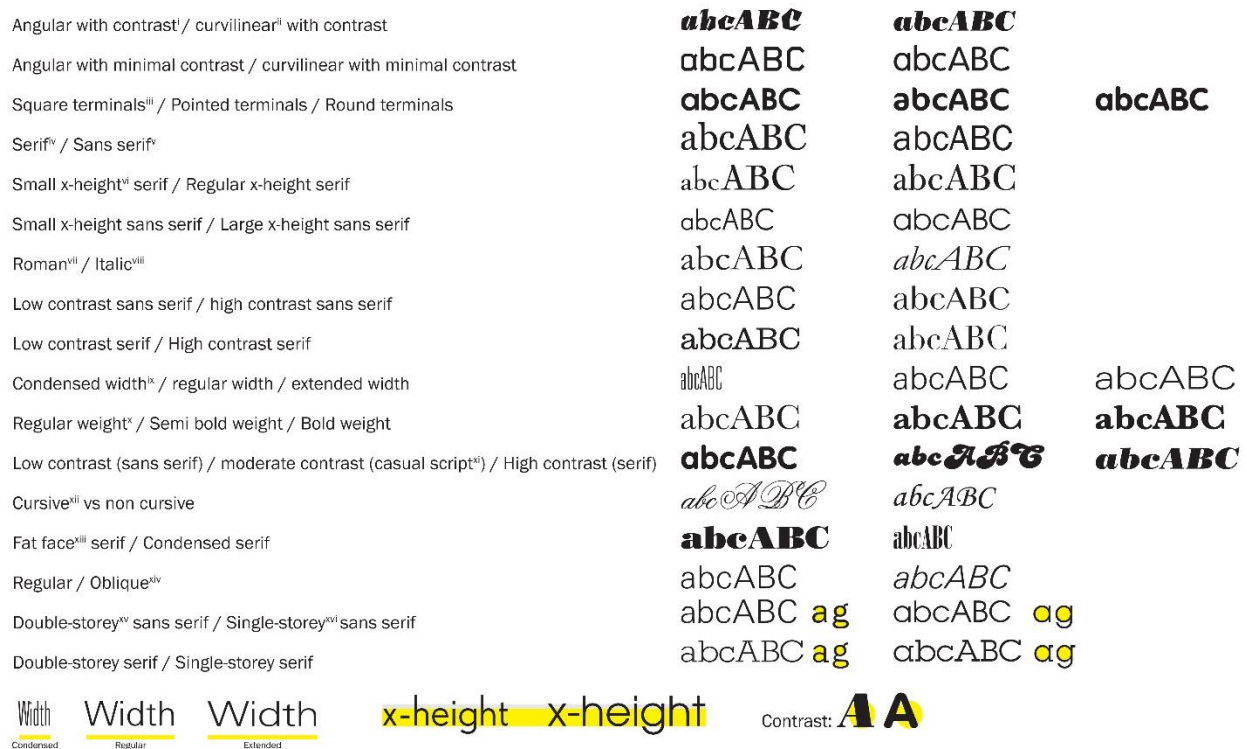 Angular with contrastⁱ / curvilinearⁱⁱ with contrast abcABC abcABC
Angular with minimal contrast / curvilinear with minimal contrast abcABC abcABC
Square terminalsⁱⁱⁱ / Pointed terminals / Round terminals abcABC abcABC abcABC
Serifⁱᵛ / Sans serifᵛ abcABC abcABC
Small x-heightᵛⁱ serif / Regular x-height serif abcABC abcABC
Small x-height sans serif / Large x-height sans serif abcABC abcABC
Romanᵛⁱⁱ / Italicᵛⁱⁱⁱ abcABC abcABC
Low contrast sans serif / high contrast sans serif abcABC abcABC
Low contrast serif / High contrast serif abcABC abcABC
Condensed widthⁱˣ / regular width / extended width abcABC abcABC abcABC
Regular weightˣ / Semi bold weight / Bold weight abcABC abcABC abcABC
Low contrast (sans serif) / moderate contrast (casual scriptˣⁱ) / High contrast (serif) abcABC abcABC abcABC
Cursiveˣⁱⁱ vs non cursive abcABC abcABC
Fat faceˣⁱⁱⁱ serif / Condensed serif abcABC abcABC
Regular / Obliqueˣⁱᵛ abcABC abcABC
Double-storeyˣᵛ sans serif / Single-storeyˣᵛⁱ sans serif abcABC ag abcABC ag
Double-storey serif / Single-storey serif abcABC ag abcABC ag
Width Width Width x-height x-height Contrast: A A
Condensed Regular Extended